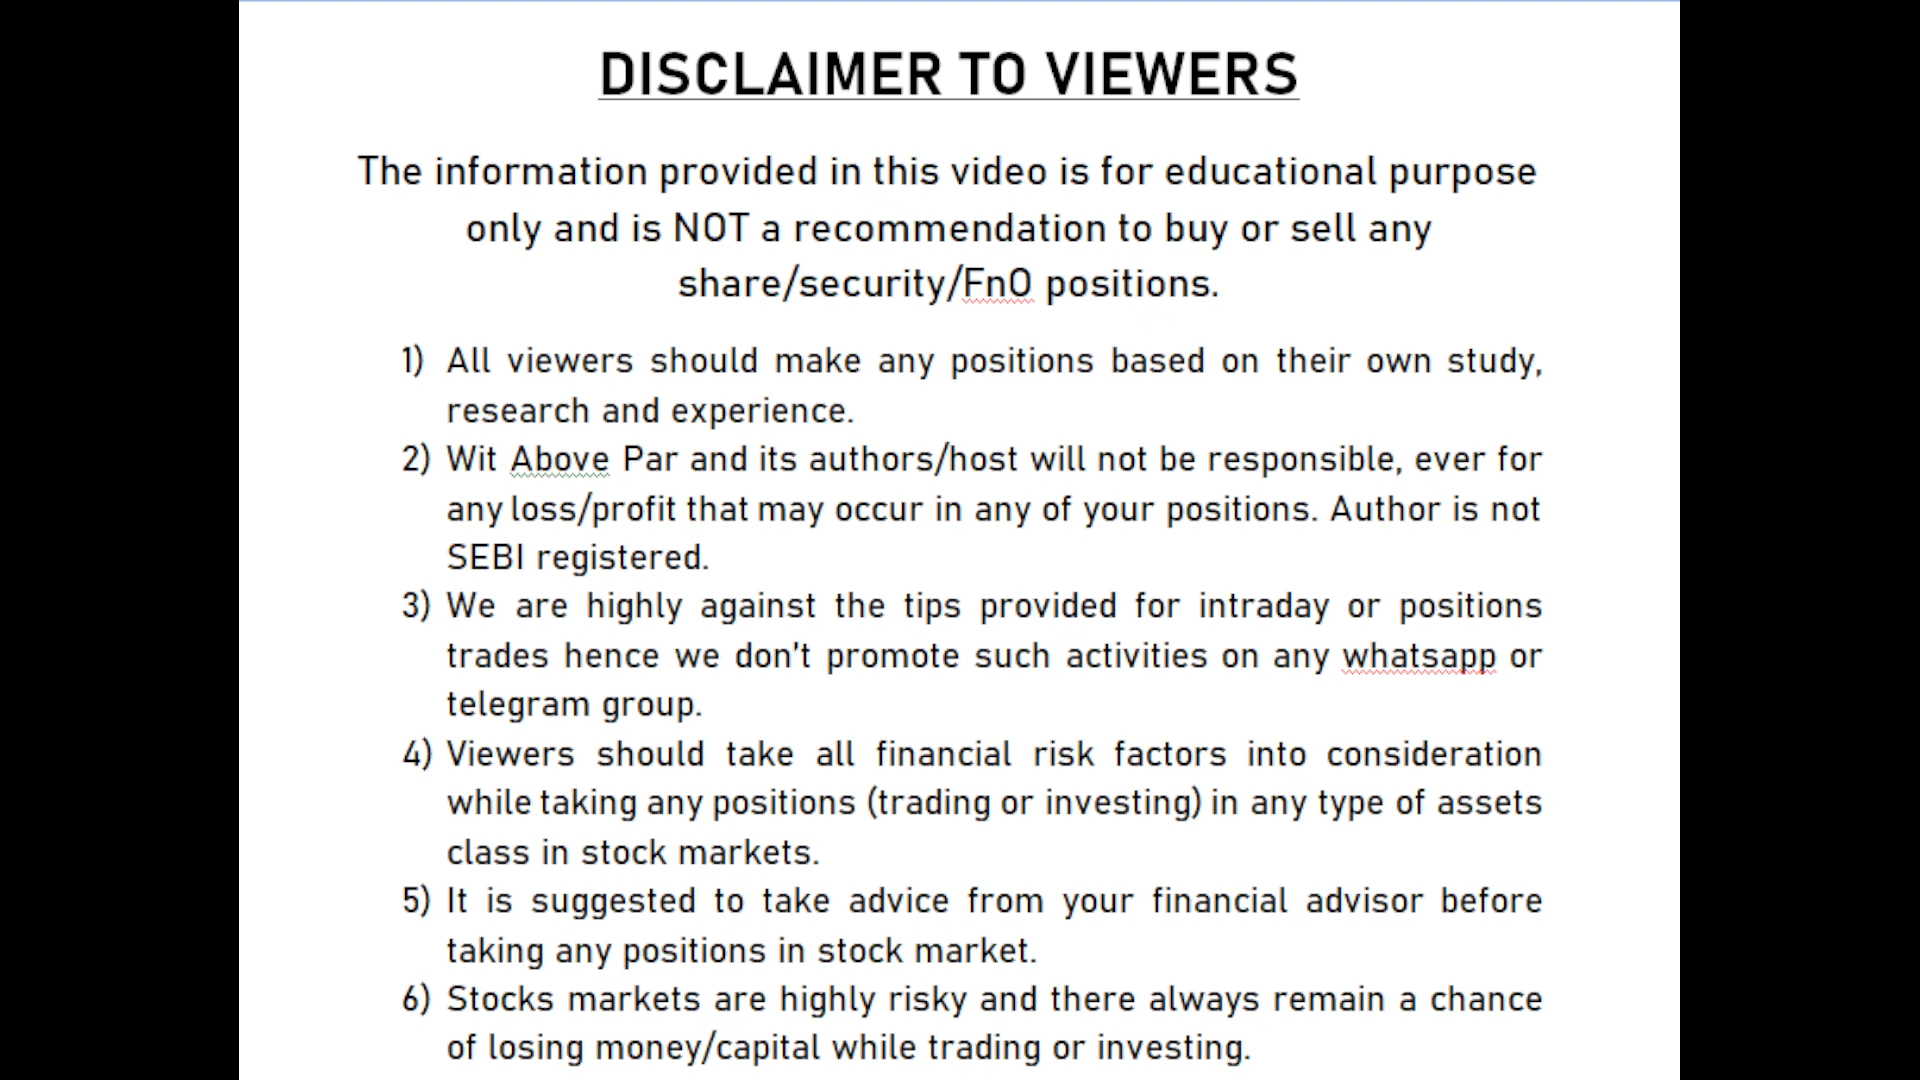 DISCLAIMER TO VIEWERS
The information provided in this video is for educational purpose
only and is NOT a recommendation to buy or sell any
share/security/FnO positions.
1) All viewers should make any positions based on their own study,
research and experience.
2) Wit Above Par and its authors/host will not be responsible, ever for
any loss/profit that may occur in any of your positions. Author is not
SEBI registered.
3) We are highly against the tips provided for intraday or positions
trades hence we don't promote such activities on any whatsapp or
telegram group.
4) Viewers should take all financial risk factors into consideration
while taking any positions (trading or investing) in any type of assets
class in stock markets.
5) It is suggested to take advice from your financial advisor before
taking any positions in stock market.
6) Stocks markets are highly risky and there always remain a chance
of losing money/capital while trading or investing.